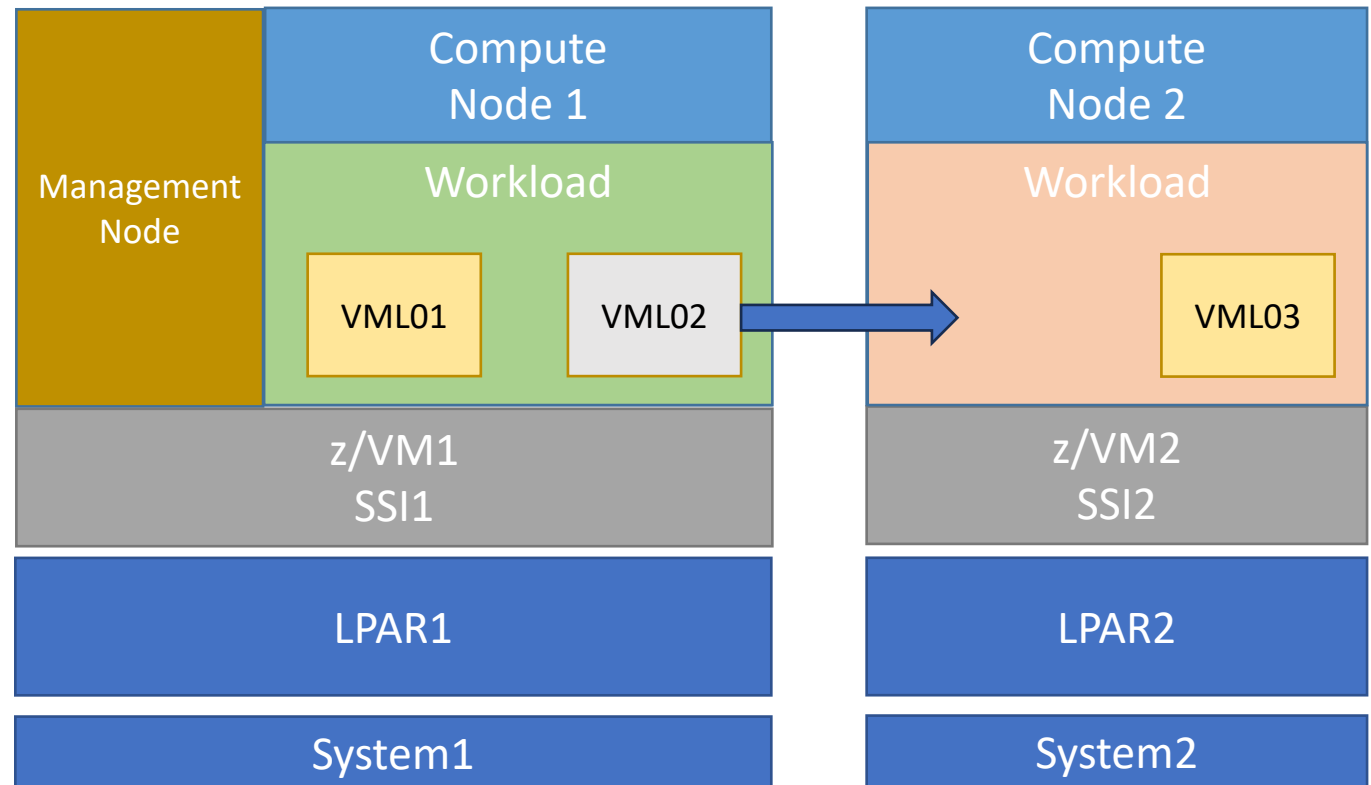 Management
Node
Compute
Node 1
Workload
VML01
VML02
z/VM1
SSI1
LPAR1
System1
Compute
Node 2
Workload
VML03
z/VM2
SSI2
LPAR2
System2